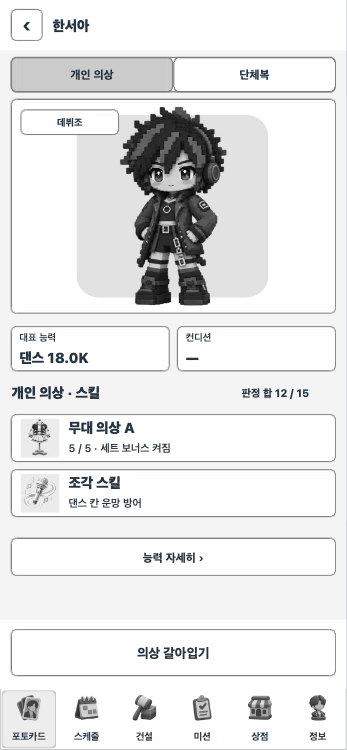 한서아
개인 의상
단체복
데뷔조
대표 능력
댄스 18.0K
컨디션
—
개인 의상 · 스킬
판정 합 12 / 15
무대 의상 A
5 / 5 · 세트 보너스 켜짐
조각 스킬
댄스 칸 운망 방어
능력 자세히 ›
의상 갈아입기
포토카드
스케줄
건설
미션
상점
정보